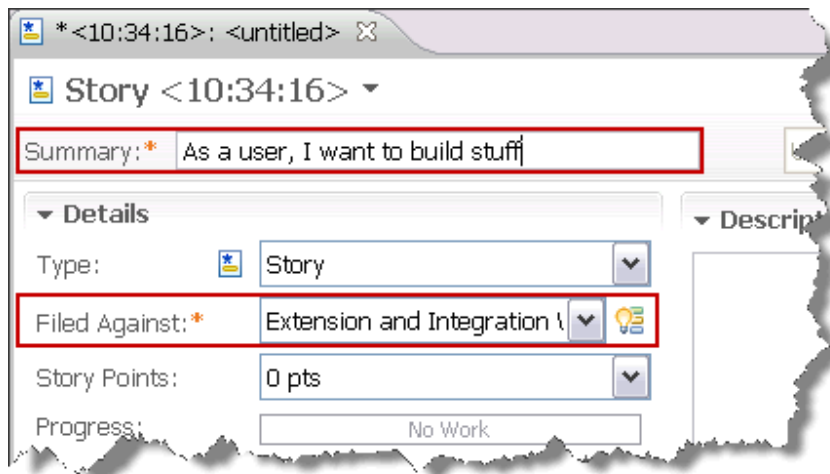 *<10:34:16>: <untitled>
Story <10:34:16>
Summary:* As a user, I want to build stuff
Details
Type: Story
Filed Against:* Extension and Integration
Story Points: 0 pts
Progress: No Work